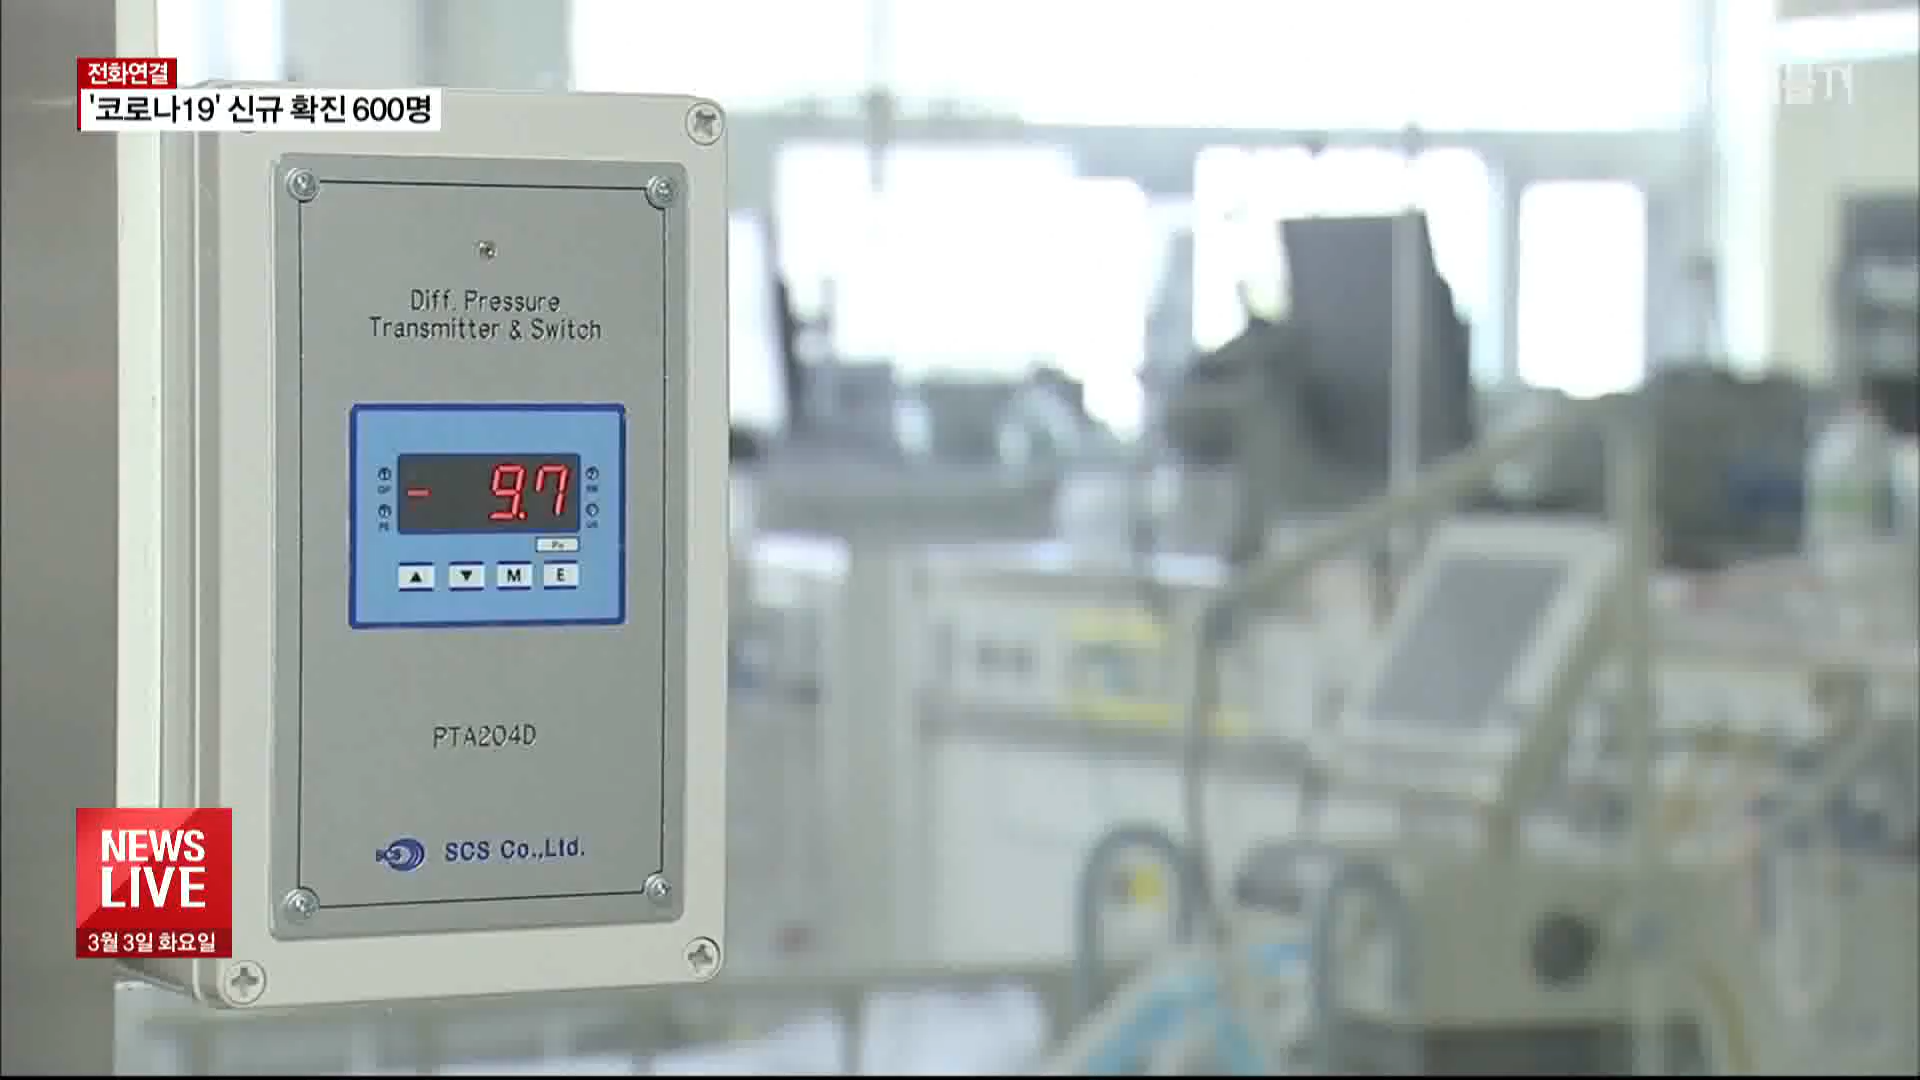 전화연결
'코로나19' 신규 확진 600명
Diff. Pressure
Transmitter & Switch
- 9.7
▲ ▼ M E
PTA204D
SCS SCS Co.,Ltd.
NEWS
LIVE
3월 3일 화요일